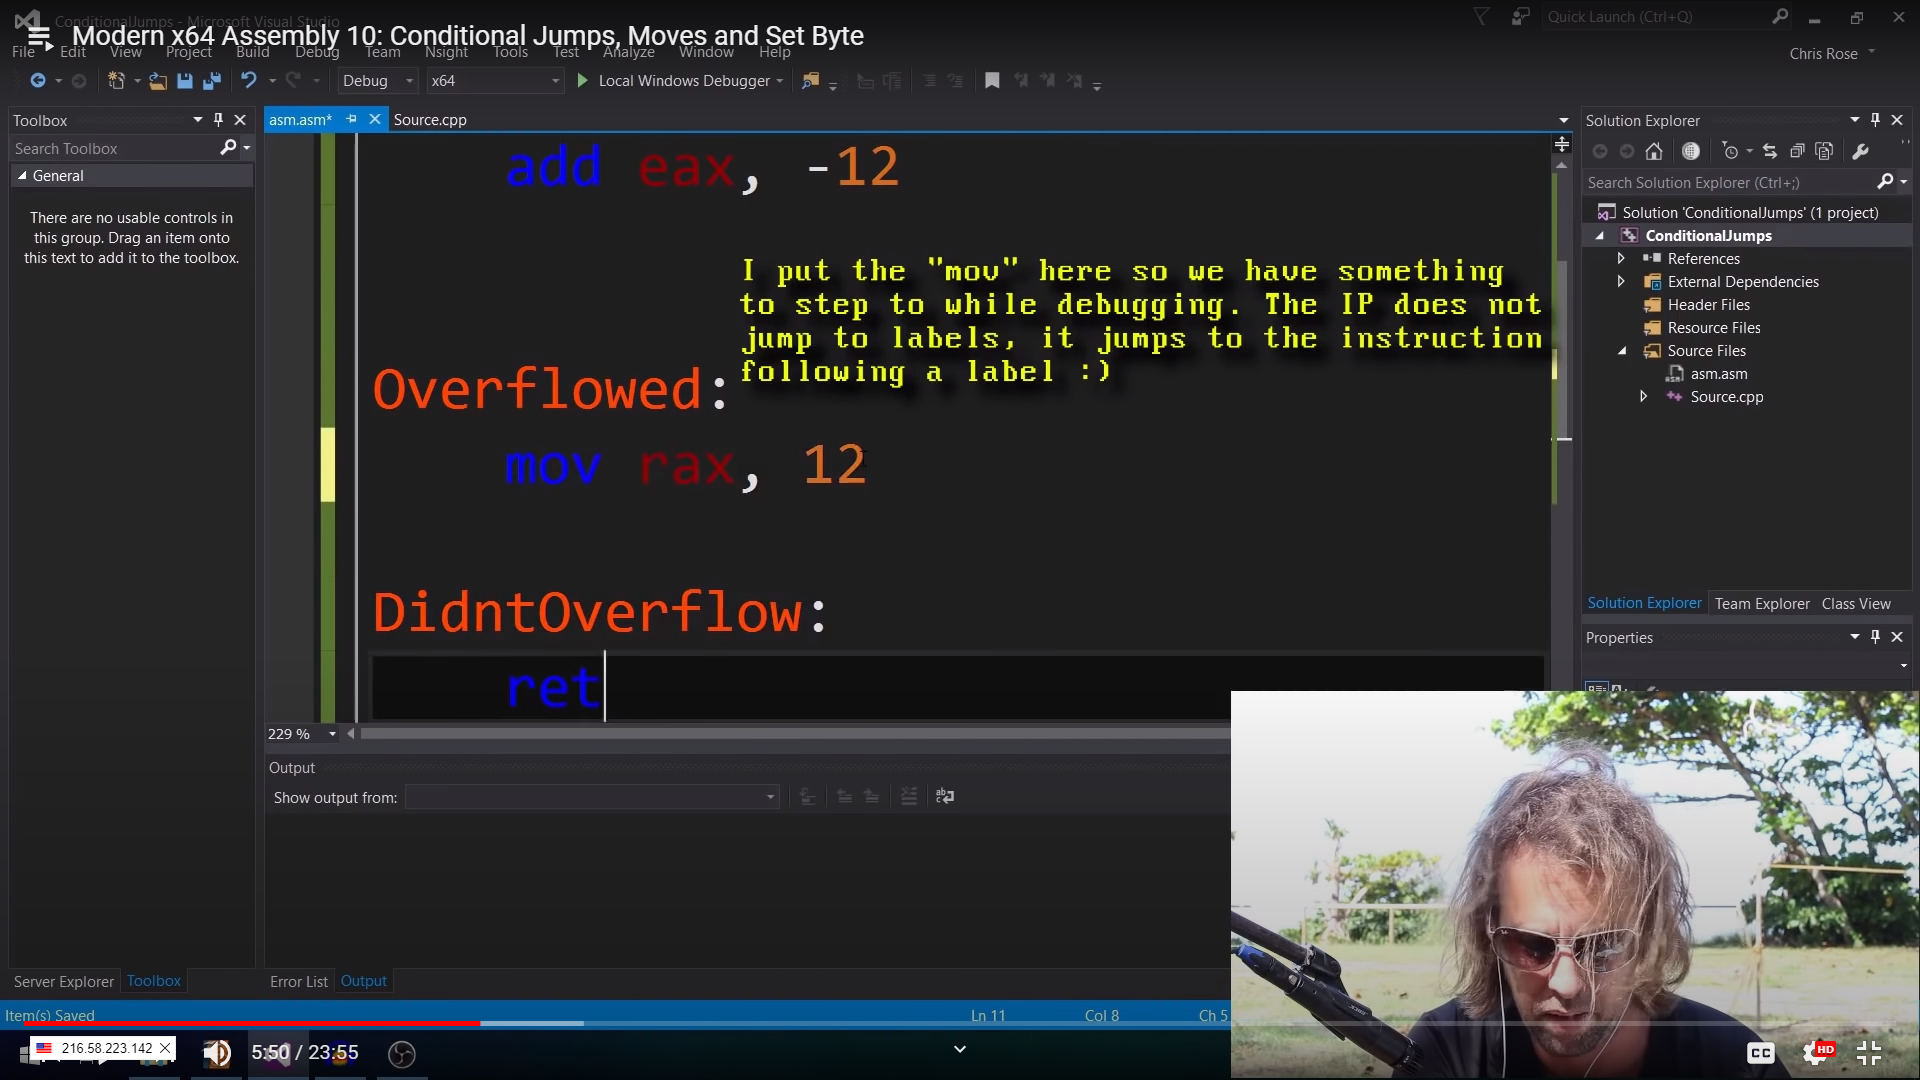 ConditionalJumps - Microsoft Visual Studio
Quick Launch (Ctrl+Q)
Modern x64 Assembly 10: Conditional Jumps, Moves and Set Byte
File Edit View Project Build Debug Team Nsight Tools Test Analyze Window Help
Chris Rose
Debug x64 Local Windows Debugger
Toolbox
Search Toolbox
General
There are no usable controls in
this group. Drag an item onto
this text to add it to the toolbox.
asm.asm* Source.cpp
add eax, -12
I put the "mov" here so we have something
to step to while debugging. The IP does not
jump to labels, it jumps to the instruction
following a label :)
Overflowed:
mov rax, 12
DidntOverflow:
ret
229 %
Output
Show output from:
Solution Explorer
Search Solution Explorer (Ctrl+;)
Solution 'ConditionalJumps' (1 project)
ConditionalJumps
References
External Dependencies
Header Files
Resource Files
Source Files
asm.asm
Source.cpp
Solution Explorer Team Explorer Class View
Properties
Server Explorer Toolbox
Error List Output
Item(s) Saved
Ln 11 Col 8 Ch 5
216.58.223.142
5:50 / 23:55
CC
HD